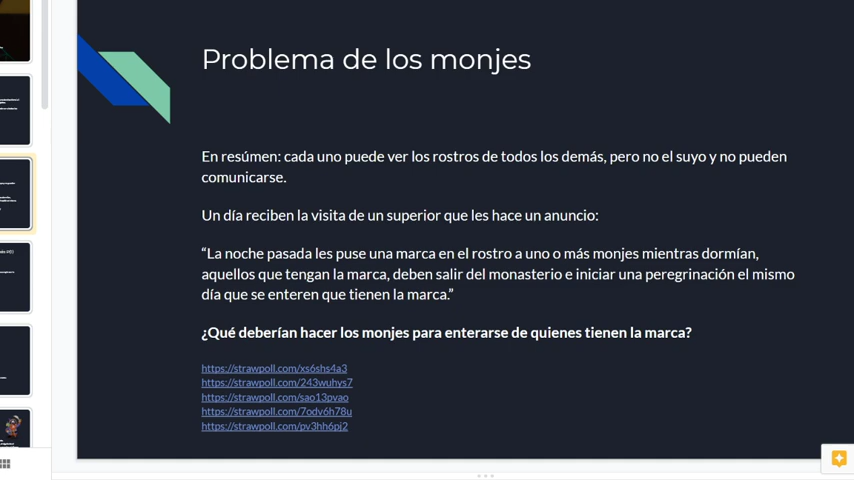 Problema de los monjes
En resúmen: cada uno puede ver los rostros de todos los demás, pero no el suyo y no pueden
comunicarse.
Un día reciben la visita de un superior que les hace un anuncio:
“La noche pasada les puse una marca en el rostro a uno o más monjes mientras dormían,
aquellos que tengan la marca, deben salir del monasterio e iniciar una peregrinación el mismo
día que se enteren que tienen la marca.”
¿Qué deberían hacer los monjes para enterarse de quienes tienen la marca?
https://strawpoll.com/xs6shs4a3
https://strawpoll.com/243wuhys7
https://strawpoll.com/sao13pvao
https://strawpoll.com/7odv6h78u
https://strawpoll.com/pv3hh6pj2